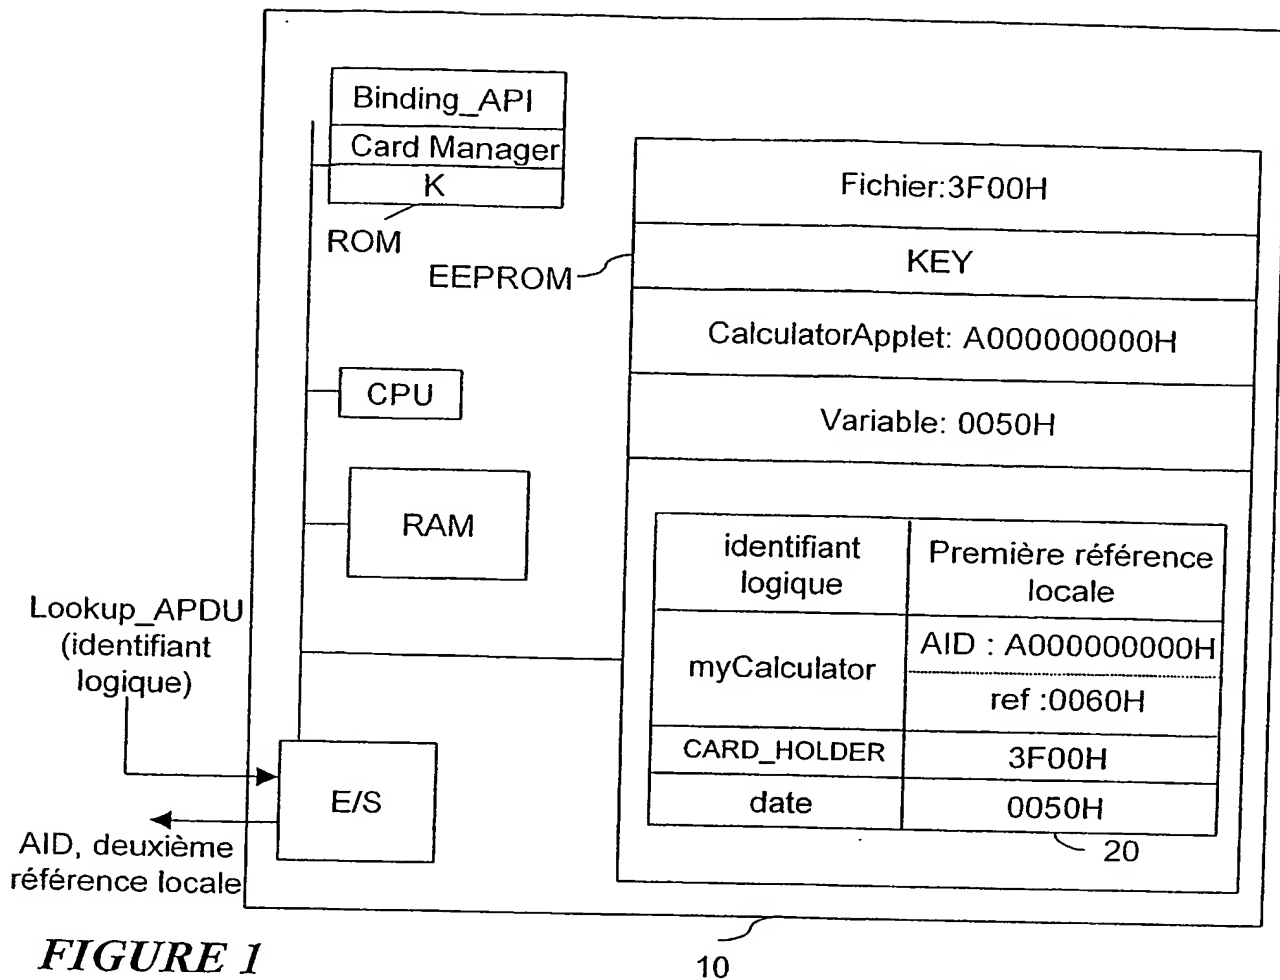 Binding_API
Card Manager
K
ROM
EEPROM
Fichier:3F00H
KEY
CalculatorApplet: A000000000H
Variable: 0050H
CPU
RAM
identifiant
logique
Première référence
locale
myCalculator
AID : A000000000H
ref :0060H
CARD_HOLDER
3F00H
date
0050H
20
Lookup_APDU
(identifiant
logique)
E/S
AID, deuxième
référence locale
10
FIGURE 1